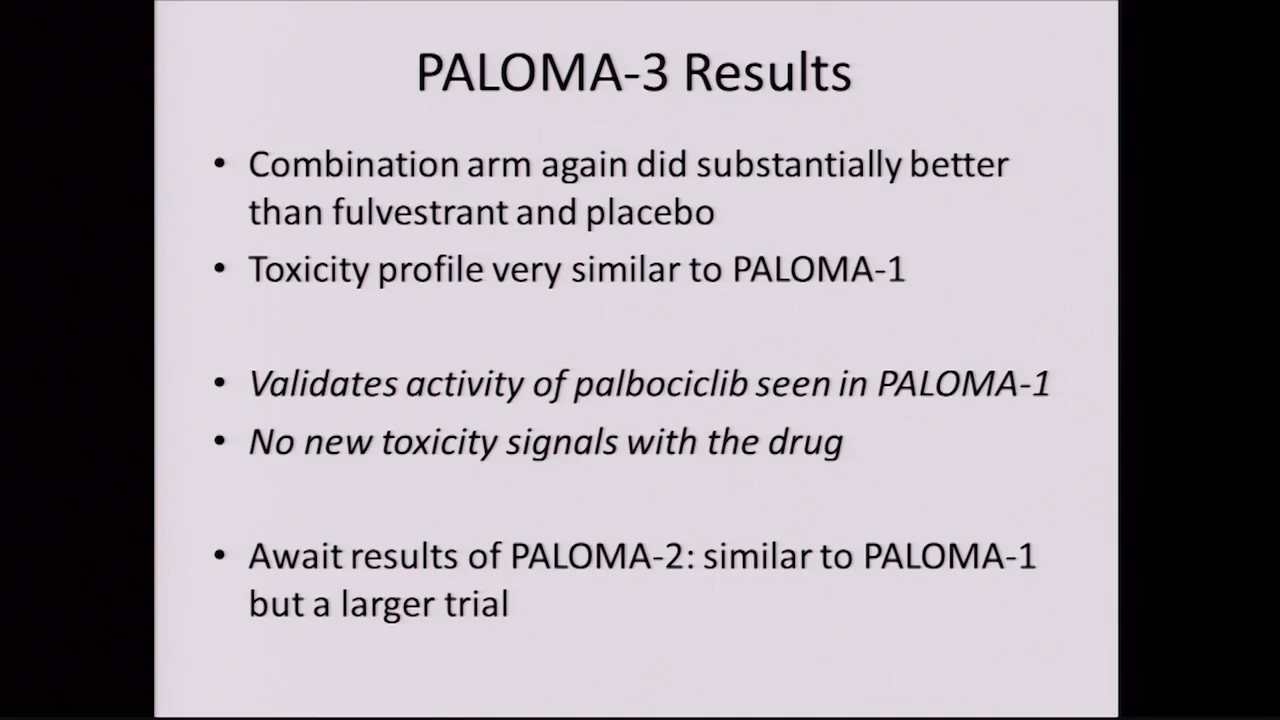 PALOMA-3 Results
• Combination arm again did substantially better
than fulvestrant and placebo
• Toxicity profile very similar to PALOMA-1
• Validates activity of palbociclib seen in PALOMA-1
• No new toxicity signals with the drug
• Await results of PALOMA-2: similar to PALOMA-1
but a larger trial